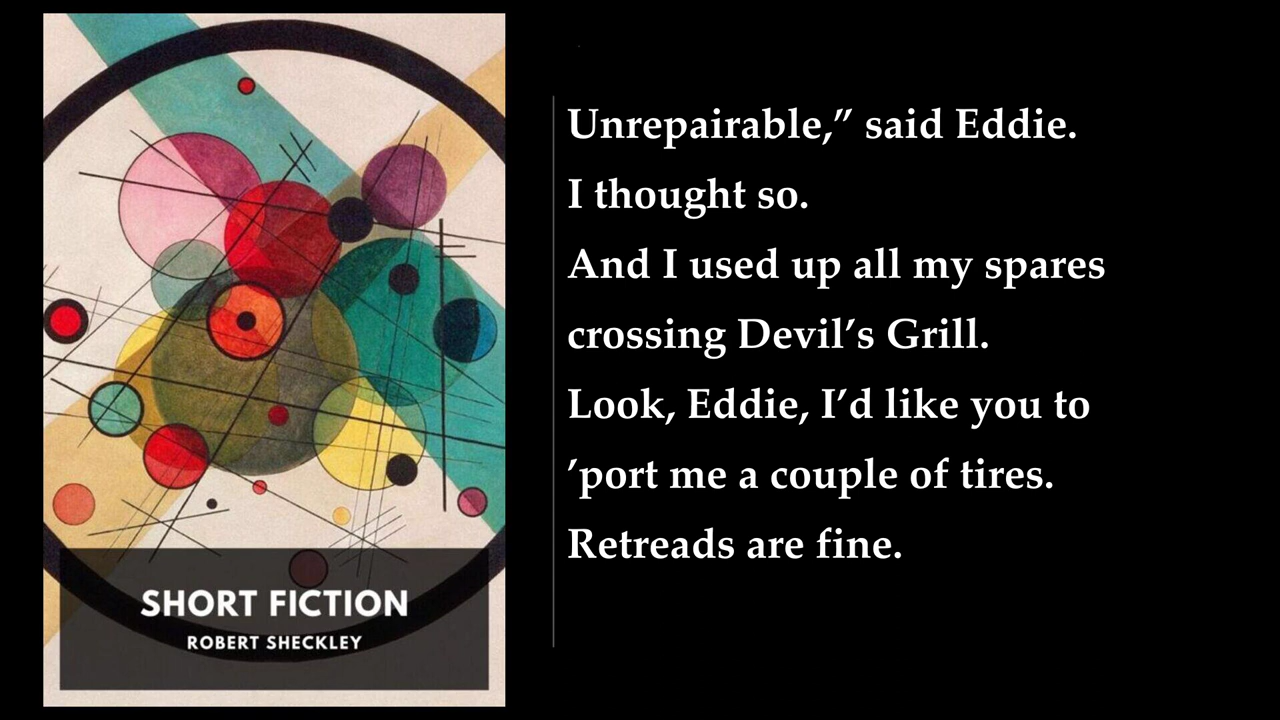 SHORT FICTION
ROBERT SHECKLEY
Unrepairable,” said Eddie.
I thought so.
And I used up all my spares
crossing Devil’s Grill.
Look, Eddie, I’d like you to
’port me a couple of tires.
Retreads are fine.